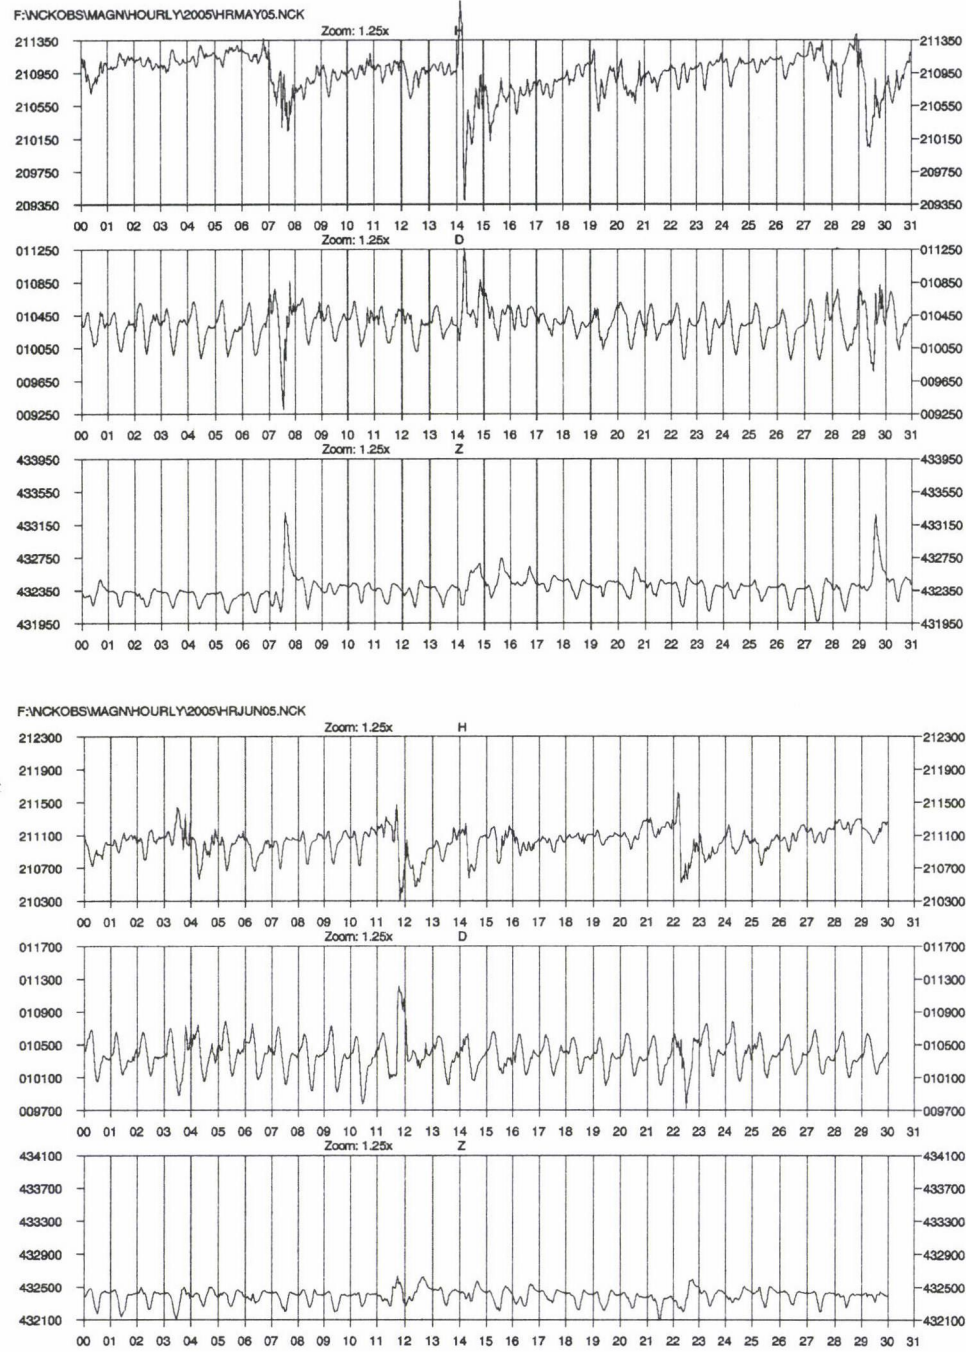 F:\NCKOBS\MAGN\HOURLY\2005\HRMAY05.NCK
Zoom: 1.25x H
211350 211350
210950 210950
210550 210550
210150 210150
209750 209750
209350 209350
00 01 02 03 04 05 06 07 08 09 10 11 12 13 14 15 16 17 18 19 20 21 22 23 24 25 26 27 28 29 30 31
Zoom: 1.25x D
011250 011250
010850 010850
010450 010450
010050 010050
009650 009650
009250 009250
00 01 02 03 04 05 06 07 08 09 10 11 12 13 14 15 16 17 18 19 20 21 22 23 24 25 26 27 28 29 30 31
Zoom: 1.25x Z
433950 433950
433550 433550
433150 433150
432750 432750
432350 432350
431950 431950
00 01 02 03 04 05 06 07 08 09 10 11 12 13 14 15 16 17 18 19 20 21 22 23 24 25 26 27 28 29 30 31
F:\NCKOBS\MAGN\HOURLY\2005\HRJUN05.NCK
Zoom: 1.25x H
212300 212300
211900 211900
211500 211500
211100 211100
210700 210700
210300 210300
00 01 02 03 04 05 06 07 08 09 10 11 12 13 14 15 16 17 18 19 20 21 22 23 24 25 26 27 28 29 30 31
Zoom: 1.25x D
011700 011700
011300 011300
010900 010900
010500 010500
010100 010100
009700 009700
00 01 02 03 04 05 06 07 08 09 10 11 12 13 14 15 16 17 18 19 20 21 22 23 24 25 26 27 28 29 30 31
Zoom: 1.25x Z
434100 434100
433700 433700
433300 433300
432900 432900
432500 432500
432100 432100
00 01 02 03 04 05 06 07 08 09 10 11 12 13 14 15 16 17 18 19 20 21 22 23 24 25 26 27 28 29 30 31